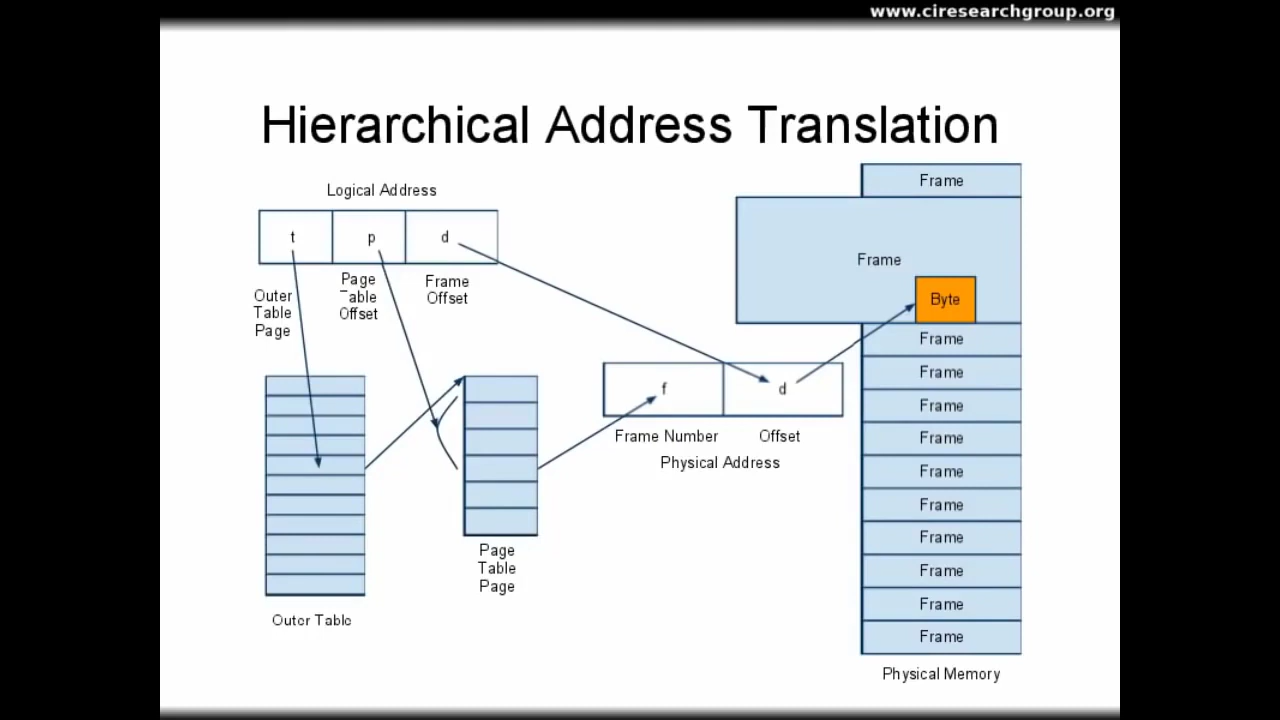 www.ciresearchgroup.org
Hierarchical Address Translation
Logical Address
t
p
d
Outer
Table
Page
Page
Table
Offset
Frame
Offset
Outer Table
Page
Table
Page
f
d
Frame Number
Offset
Physical Address
Frame
Frame
Byte
Frame
Frame
Frame
Frame
Frame
Frame
Frame
Frame
Frame
Frame
Physical Memory